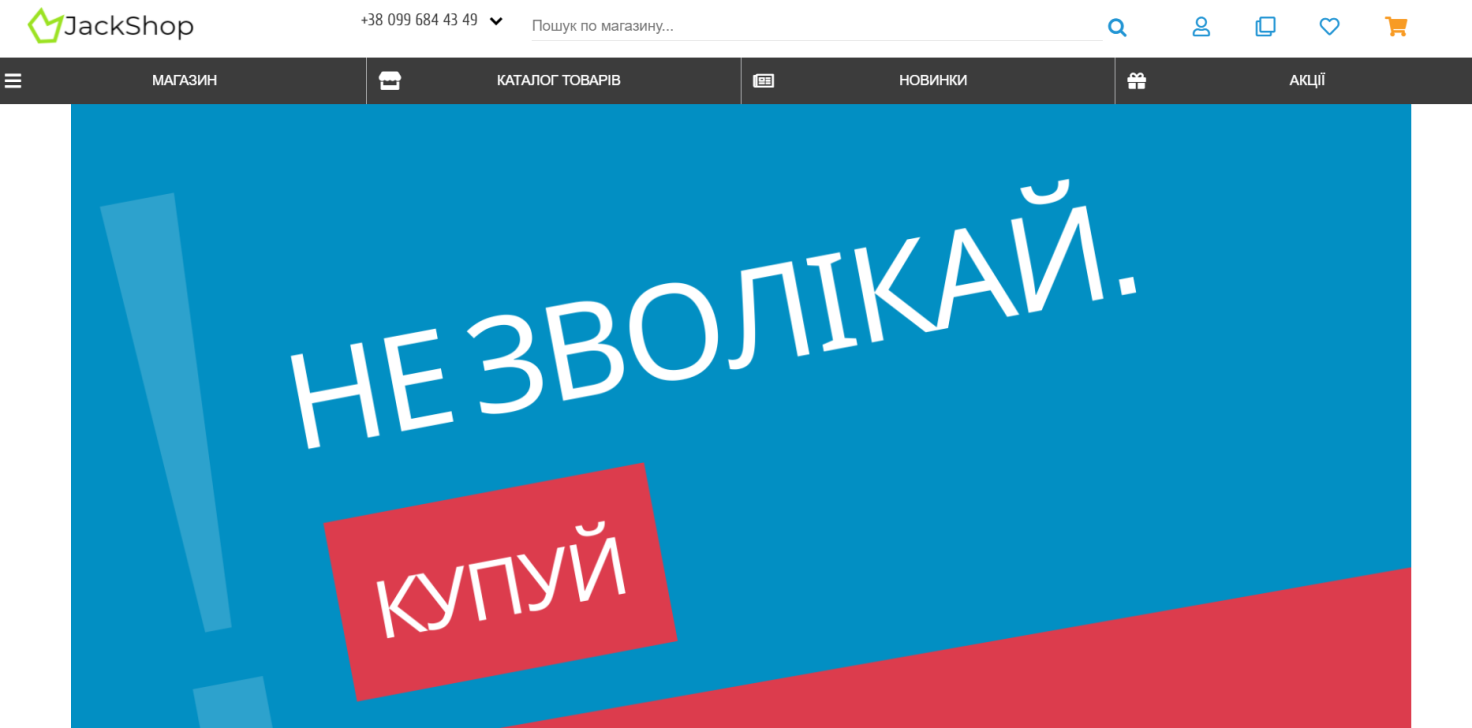 JackShop
+38 099 684 43 49
Пошук по магазину...
МАГАЗИН
КАТАЛОГ ТОВАРІВ
НОВИНКИ
АКЦІЇ
!
НЕ ЗВОЛІКАЙ.
КУПУЙ